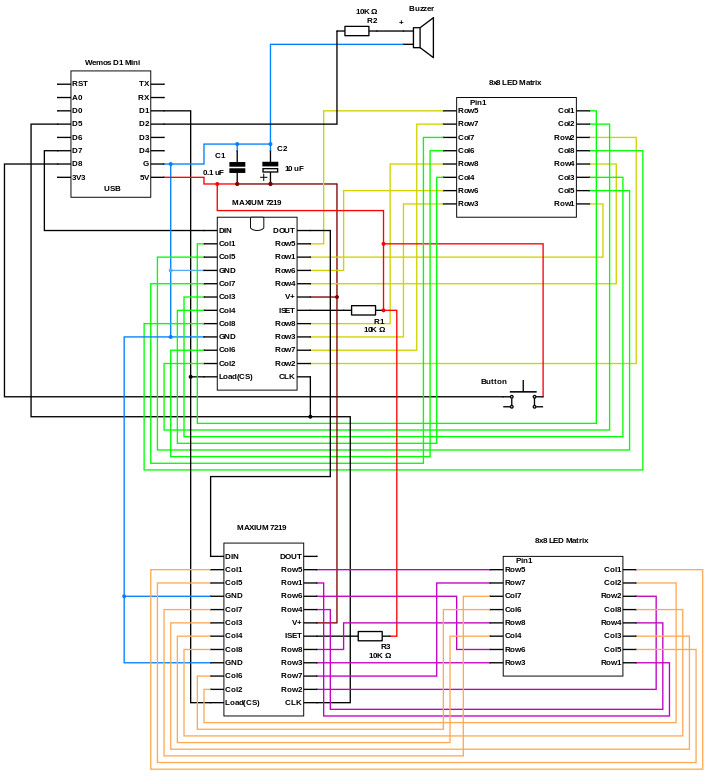 Buzzer
10K Ω
R2
+
Wemos D1 Mini
RST TX
A0 RX
D0 D1
D5 D2
D6 D3
D7 D4
D8 G
3V3 5V
USB
C1
0.1 uF
C2
10 uF
+
8x8 LED Matrix
Pin1
Row5 Col1
Row7 Col2
Col7 Row2
Col6 Col8
Row8 Row4
Col4 Col3
Row6 Col5
Row3 Row1
MAXIUM 7219
DIN DOUT
Col1 Row5
Col5 Row1
GND Row6
Col7 Row4
Col3 V+
Col4 ISET
Col8 Row8
GND Row3
Col6 Row7
Col2 Row2
Load(CS) CLK
R1
10K Ω
Button
MAXIUM 7219
DIN DOUT
Col1 Row5
Col5 Row1
GND Row6
Col7 Row4
Col3 V+
Col4 ISET
Col8 Row8
GND Row3
Col6 Row7
Col2 Row2
Load(CS) CLK
R3
10K Ω
8x8 LED Matrix
Pin1
Row5 Col1
Row7 Col2
Col7 Row2
Col6 Col8
Row8 Row4
Col4 Col3
Row6 Col5
Row3 Row1